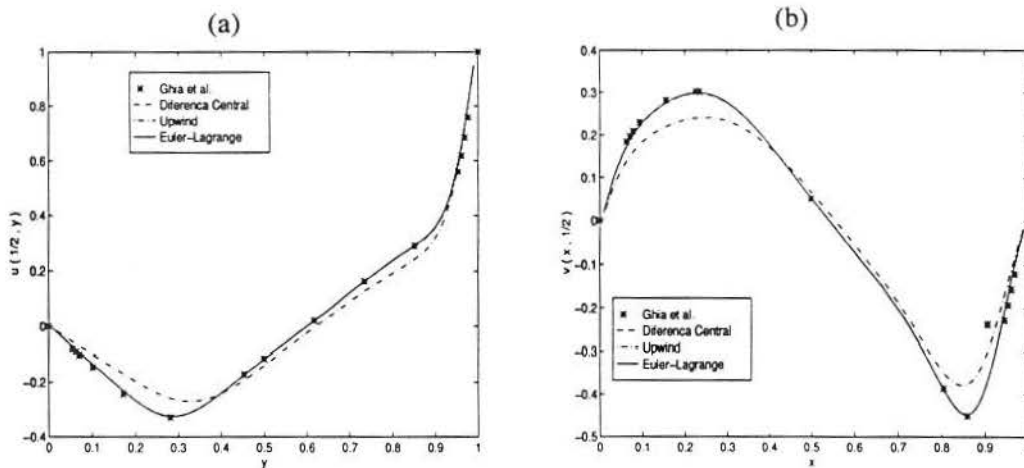 (a)
1
0.8
0.6
0.4
0.2
0
-0.2
-0.4
0
0.1
0.2
0.3
0.4
0.5
0.6
0.7
0.8
0.9
1
y
u ( 1/2 , y )
Ghia et al.
Diferenca Central
Upwind
Euler-Lagrange
(b)
0.4
0.3
0.2
0.1
0
-0.1
-0.2
-0.3
-0.4
-0.5
0
0.1
0.2
0.3
0.4
0.5
0.6
0.7
0.8
0.9
x
v ( x , 1/2 )
Ghia et al.
Diferenca Central
Upwind
Euler-Lagrange